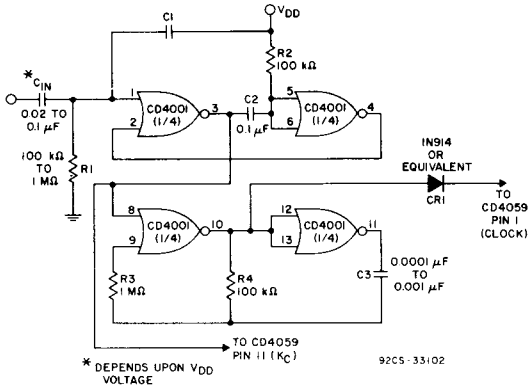 C1
VDD
R2
100 kΩ
*
CIN
0.02 TO
0.1 µF
1
2
CD4001
(1/4)
3
C2
0.1 µF
5
6
CD4001
(1/4)
4
100 kΩ
TO
1 MΩ
R1
IN914
OR
EQUIVALENT
CR1
TO
CD4059
PIN 1
(CLOCK)
8
9
CD4001
(1/4)
10
12
13
CD4001
(1/4)
11
R3
1 MΩ
R4
100 kΩ
C3
0.0001 µF
TO
0.001 µF
TO CD4059
PIN 11 (KC)
* DEPENDS UPON VDD
VOLTAGE
92CS-33102